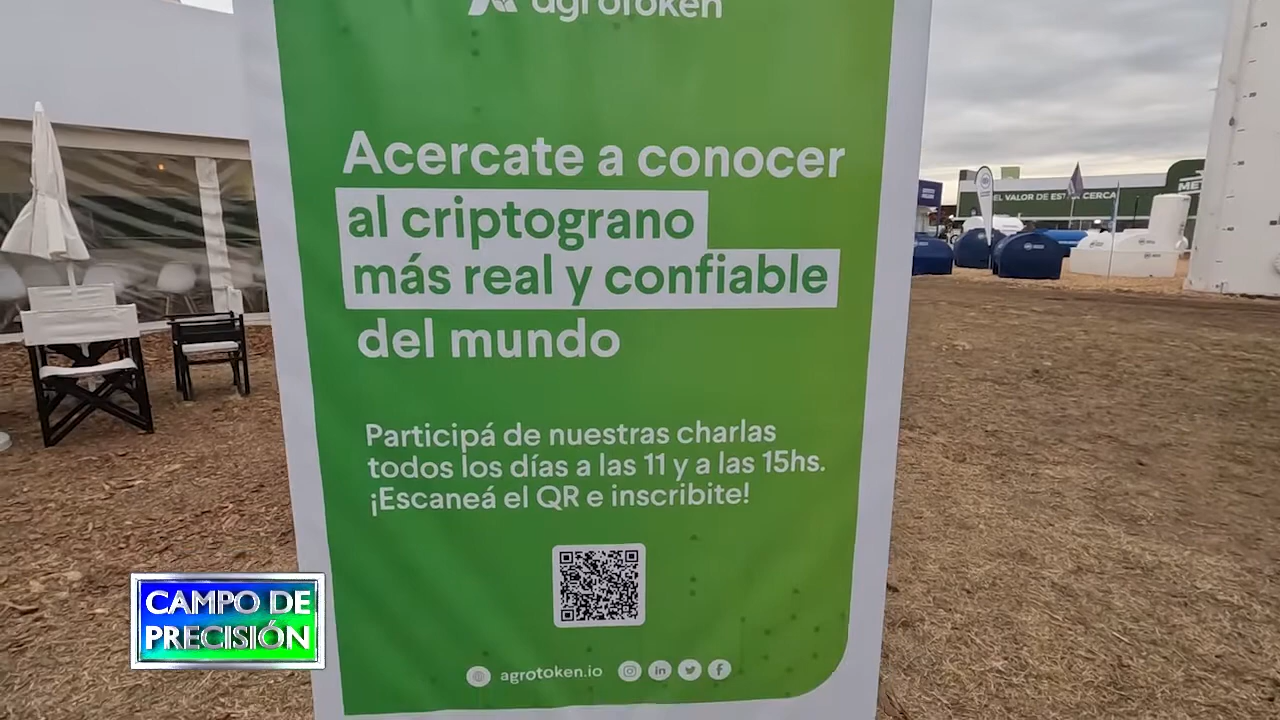 agrotoken
Acercate a conocer
al criptograno
más real y confiable
del mundo
Participá de nuestras charlas
todos los días a las 11 y a las 15hs.
¡Escaneá el QR e inscribite!
agrotoken.io
CAMPO DE
PRECISIÓN
EL VALOR DE ESTAR CERCA